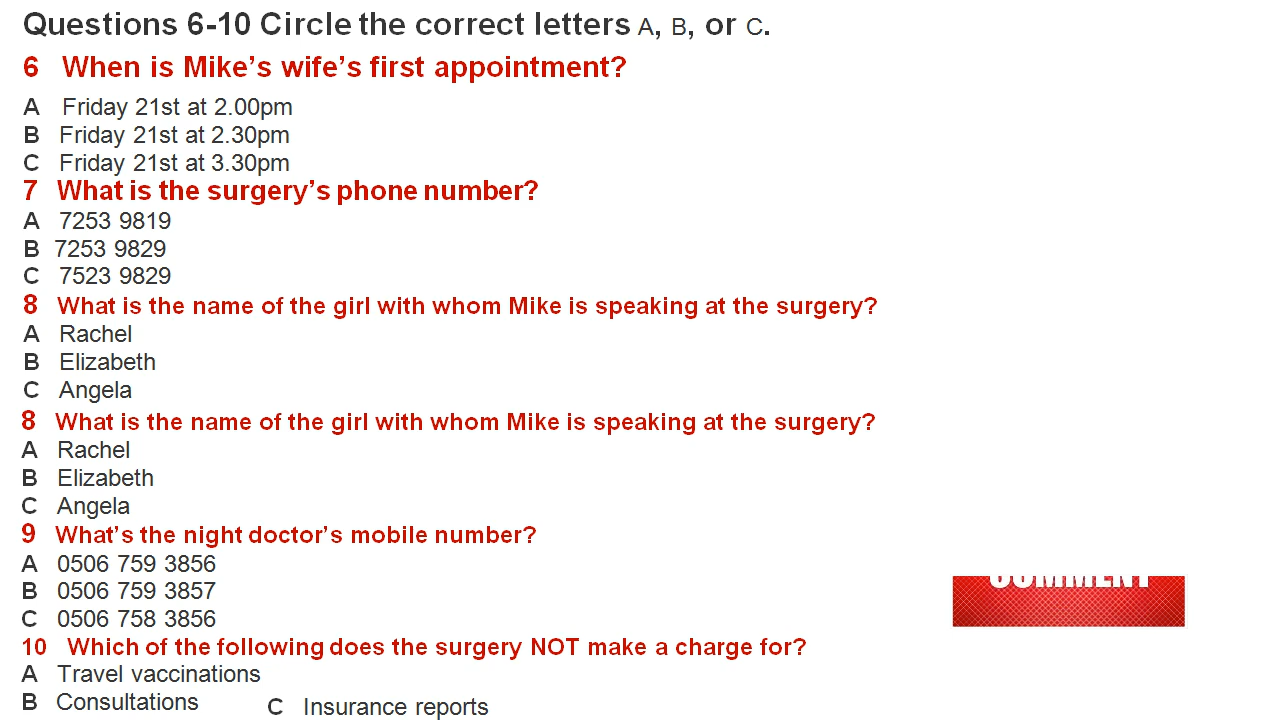 Questions 6-10 Circle the correct letters A, B, or C.
6 When is Mike's wife's first appointment?
A Friday 21st at 2.00pm
B Friday 21st at 2.30pm
C Friday 21st at 3.30pm
7 What is the surgery's phone number?
A 7253 9819
B 7253 9829
C 7523 9829
8 What is the name of the girl with whom Mike is speaking at the surgery?
A Rachel
B Elizabeth
C Angela
8 What is the name of the girl with whom Mike is speaking at the surgery?
A Rachel
B Elizabeth
C Angela
9 What's the night doctor's mobile number?
A 0506 759 3856
B 0506 759 3857
C 0506 758 3856
COMMENT
10 Which of the following does the surgery NOT make a charge for?
A Travel vaccinations
B Consultations C Insurance reports